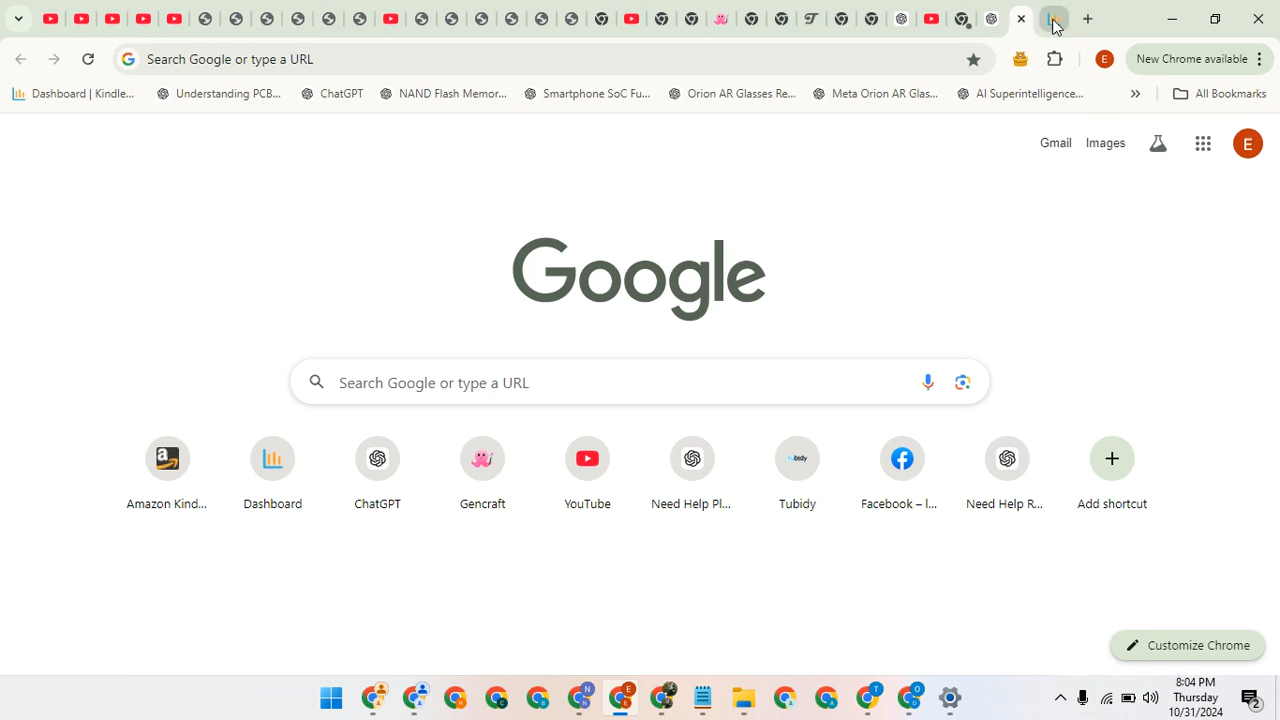 Search Google or type a URL
New Chrome available
Dashboard | Kindle...
Understanding PCB...
ChatGPT
NAND Flash Memor...
Smartphone SoC Fu...
Orion AR Glasses Re...
Meta Orion AR Glas...
AI Superintelligence...
All Bookmarks
Gmail
Images
E
Google
Search Google or type a URL
Amazon Kind...
Dashboard
ChatGPT
Gencraft
YouTube
Need Help Pl...
Tubidy
Facebook – l...
Need Help R...
Add shortcut
Customize Chrome
8:04 PM
Thursday
10/31/2024
2